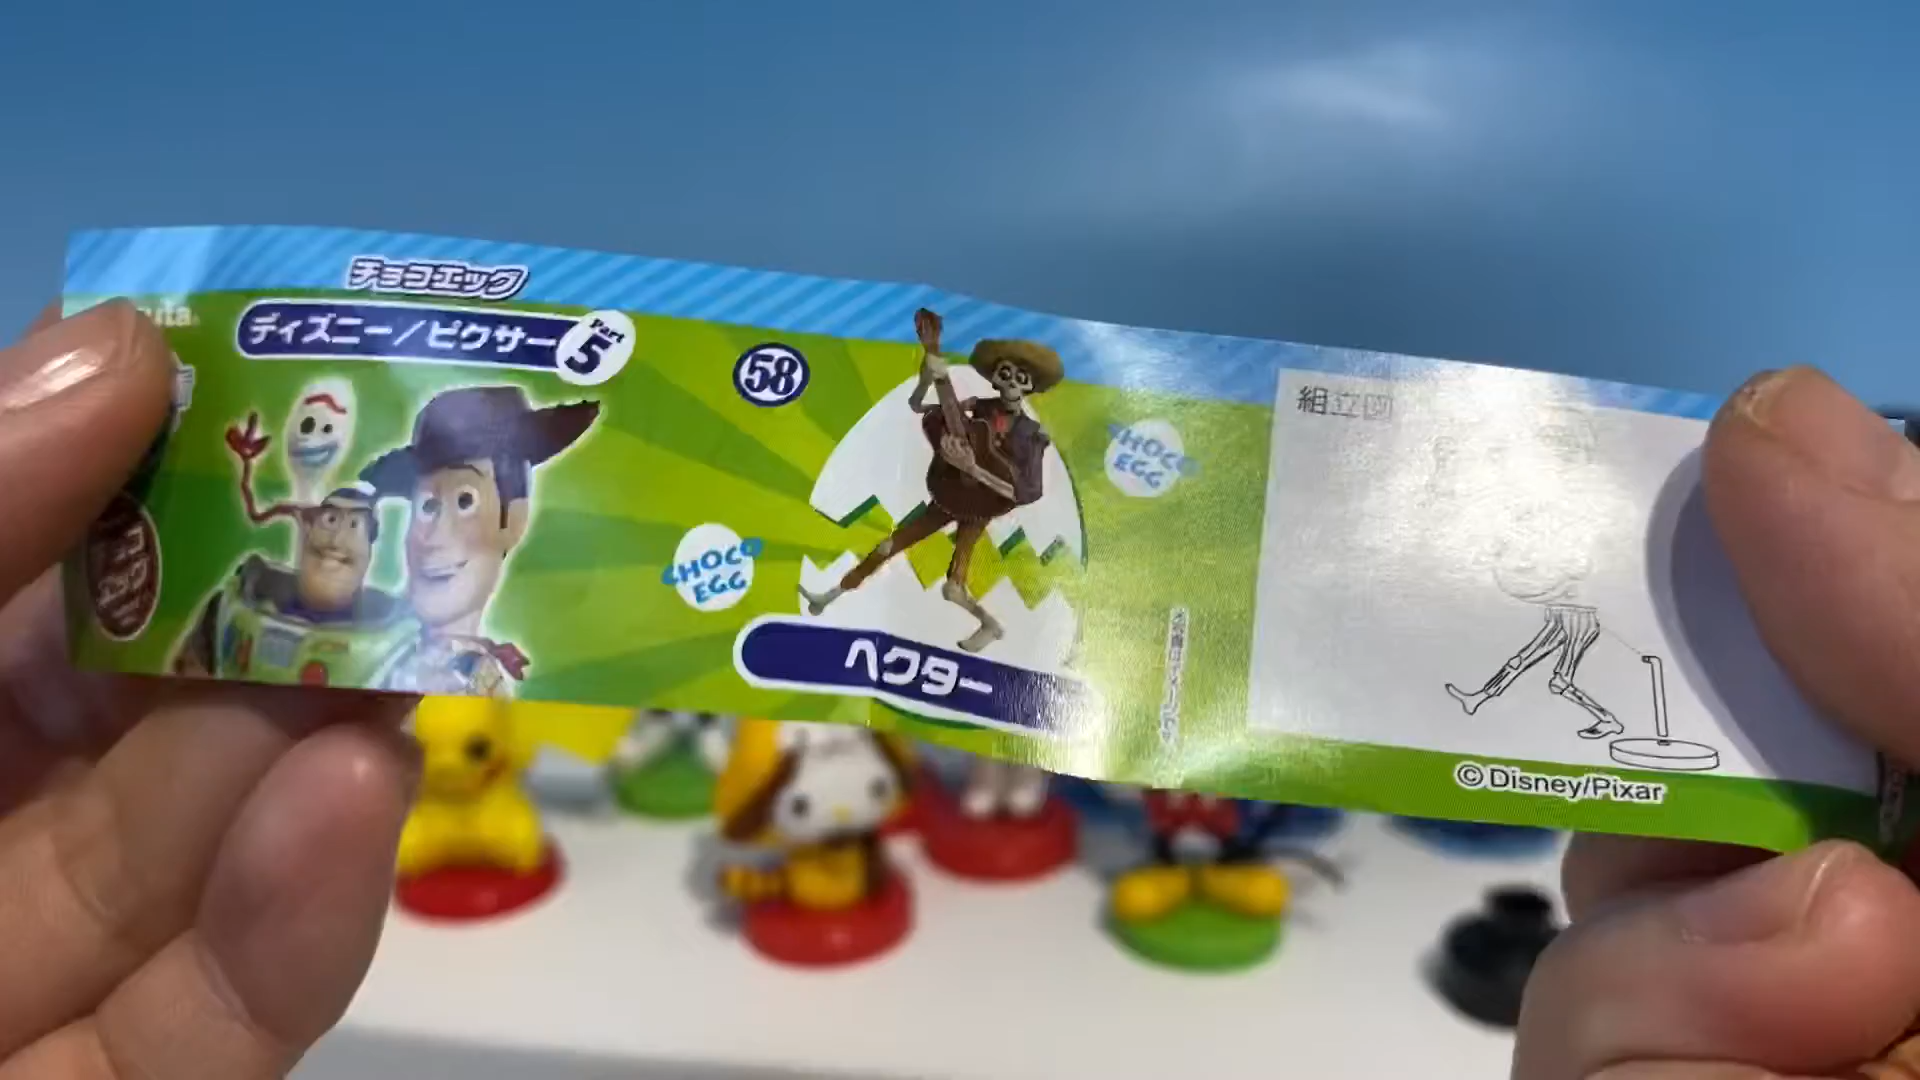 チョコエッグ
ディズニー/ピクサー
Part
5
58
CHOCO
EGG
CHOCO
EGG
ヘクター
組立図
©Disney/Pixar